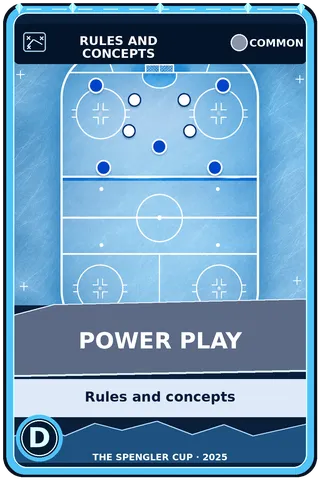 RULES AND
CONCEPTS
COMMON
POWER PLAY
Rules and concepts
D
THE SPENGLER CUP · 2025